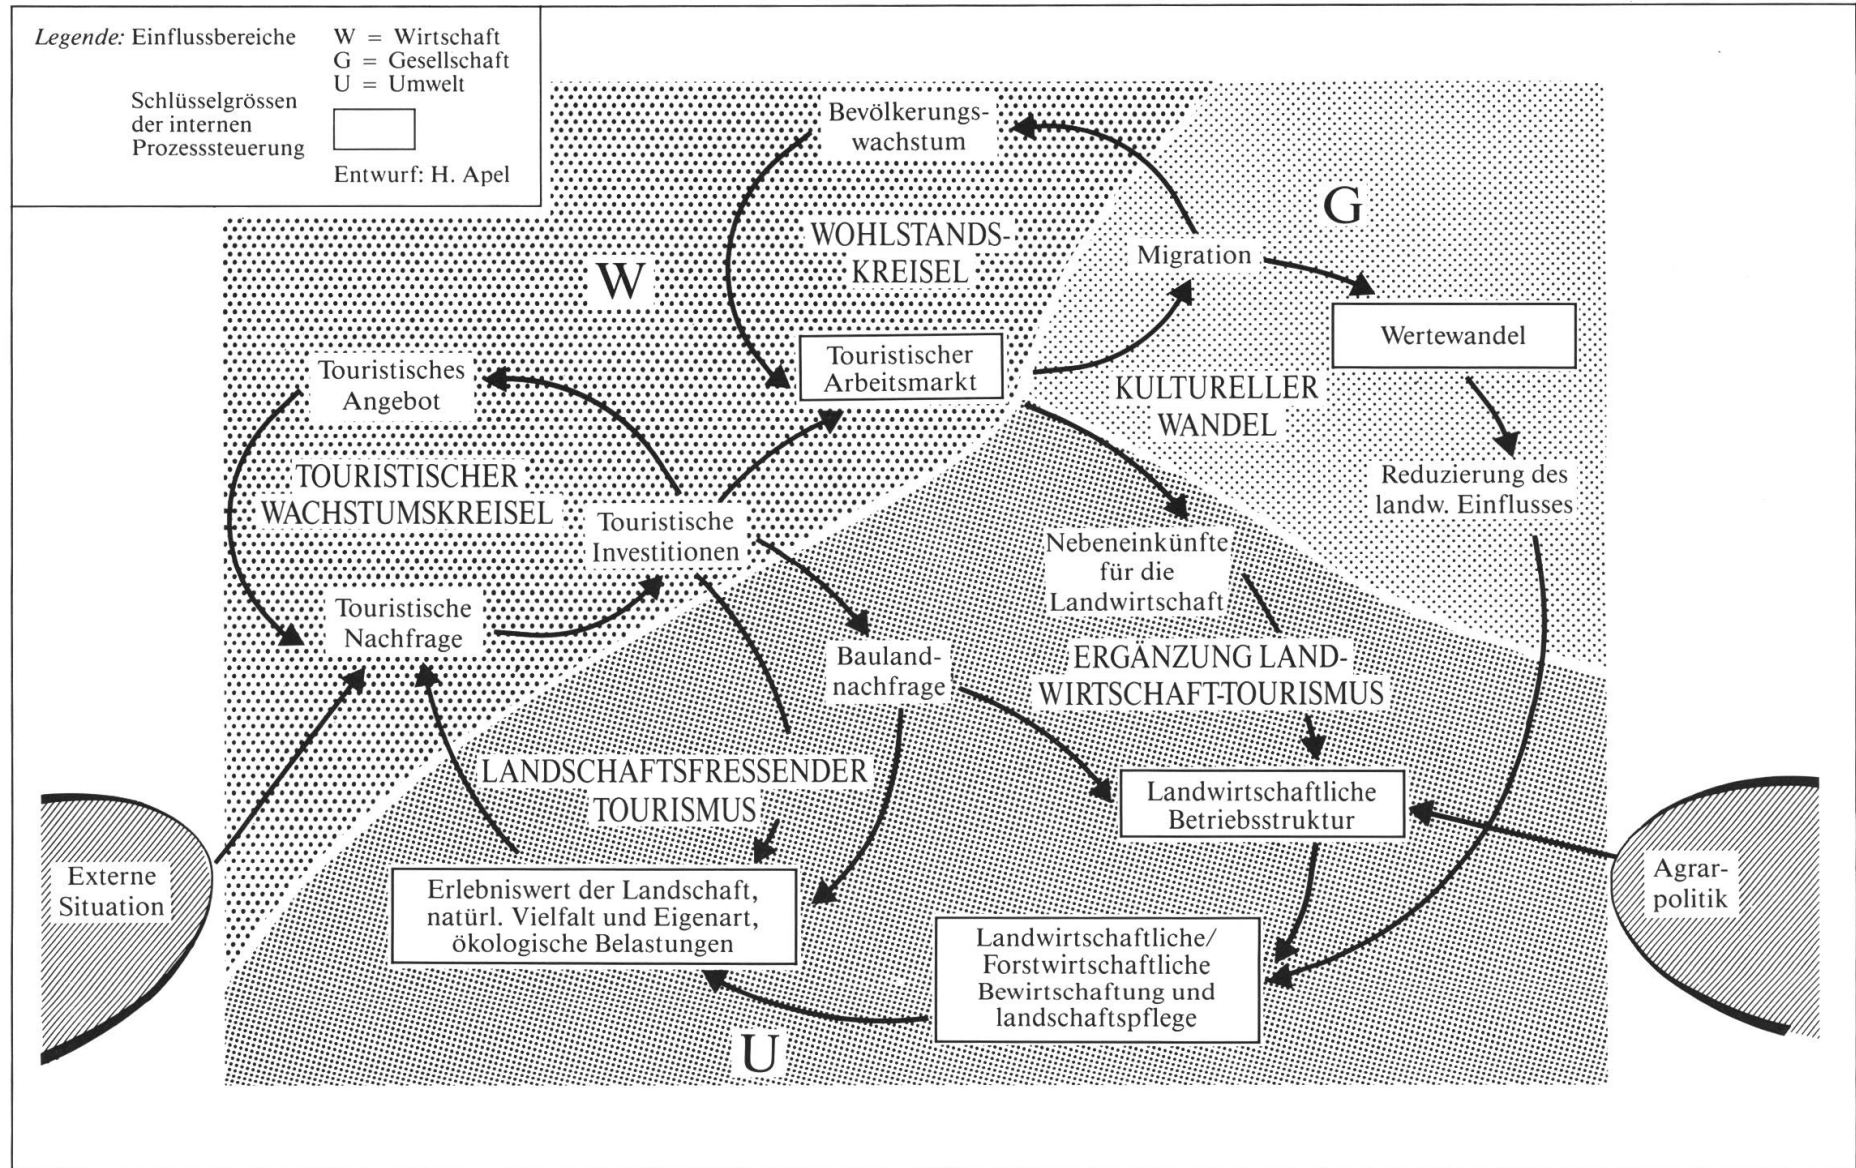 Legende: Einflussbereiche
W = Wirtschaft
G = Gesellschaft
U = Umwelt
Schlüsselgrössen
der internen
Prozesssteuerung
Entwurf: H. Apel
Bevölkerungs-
wachstum
WOHLSTANDS-
KREISEL
W
G
Migration
Wertewandel
Touristischer
Arbeitsmarkt
Touristisches
Angebot
KULTURELLER
WANDEL
TOURISTISCHER
WACHSTUMSKREISEL
Reduzierung des
landw. Einflusses
Touristische
Investitionen
Nebeneinkünfte
für die
Landwirtschaft
Touristische
Nachfrage
Bauland-
nachfrage
ERGÄNZUNG LAND-
WIRTSCHAFT-TOURISMUS
LANDSCHAFTSFRESSENDER
TOURISMUS
Landwirtschaftliche
Betriebsstruktur
Externe
Situation
Agrar-
politik
Erlebniswert der Landschaft,
natürl. Vielfalt und Eigenart,
ökologische Belastungen
Landwirtschaftliche/
Forstwirtschaftliche
Bewirtschaftung und
landschaftspflege
U